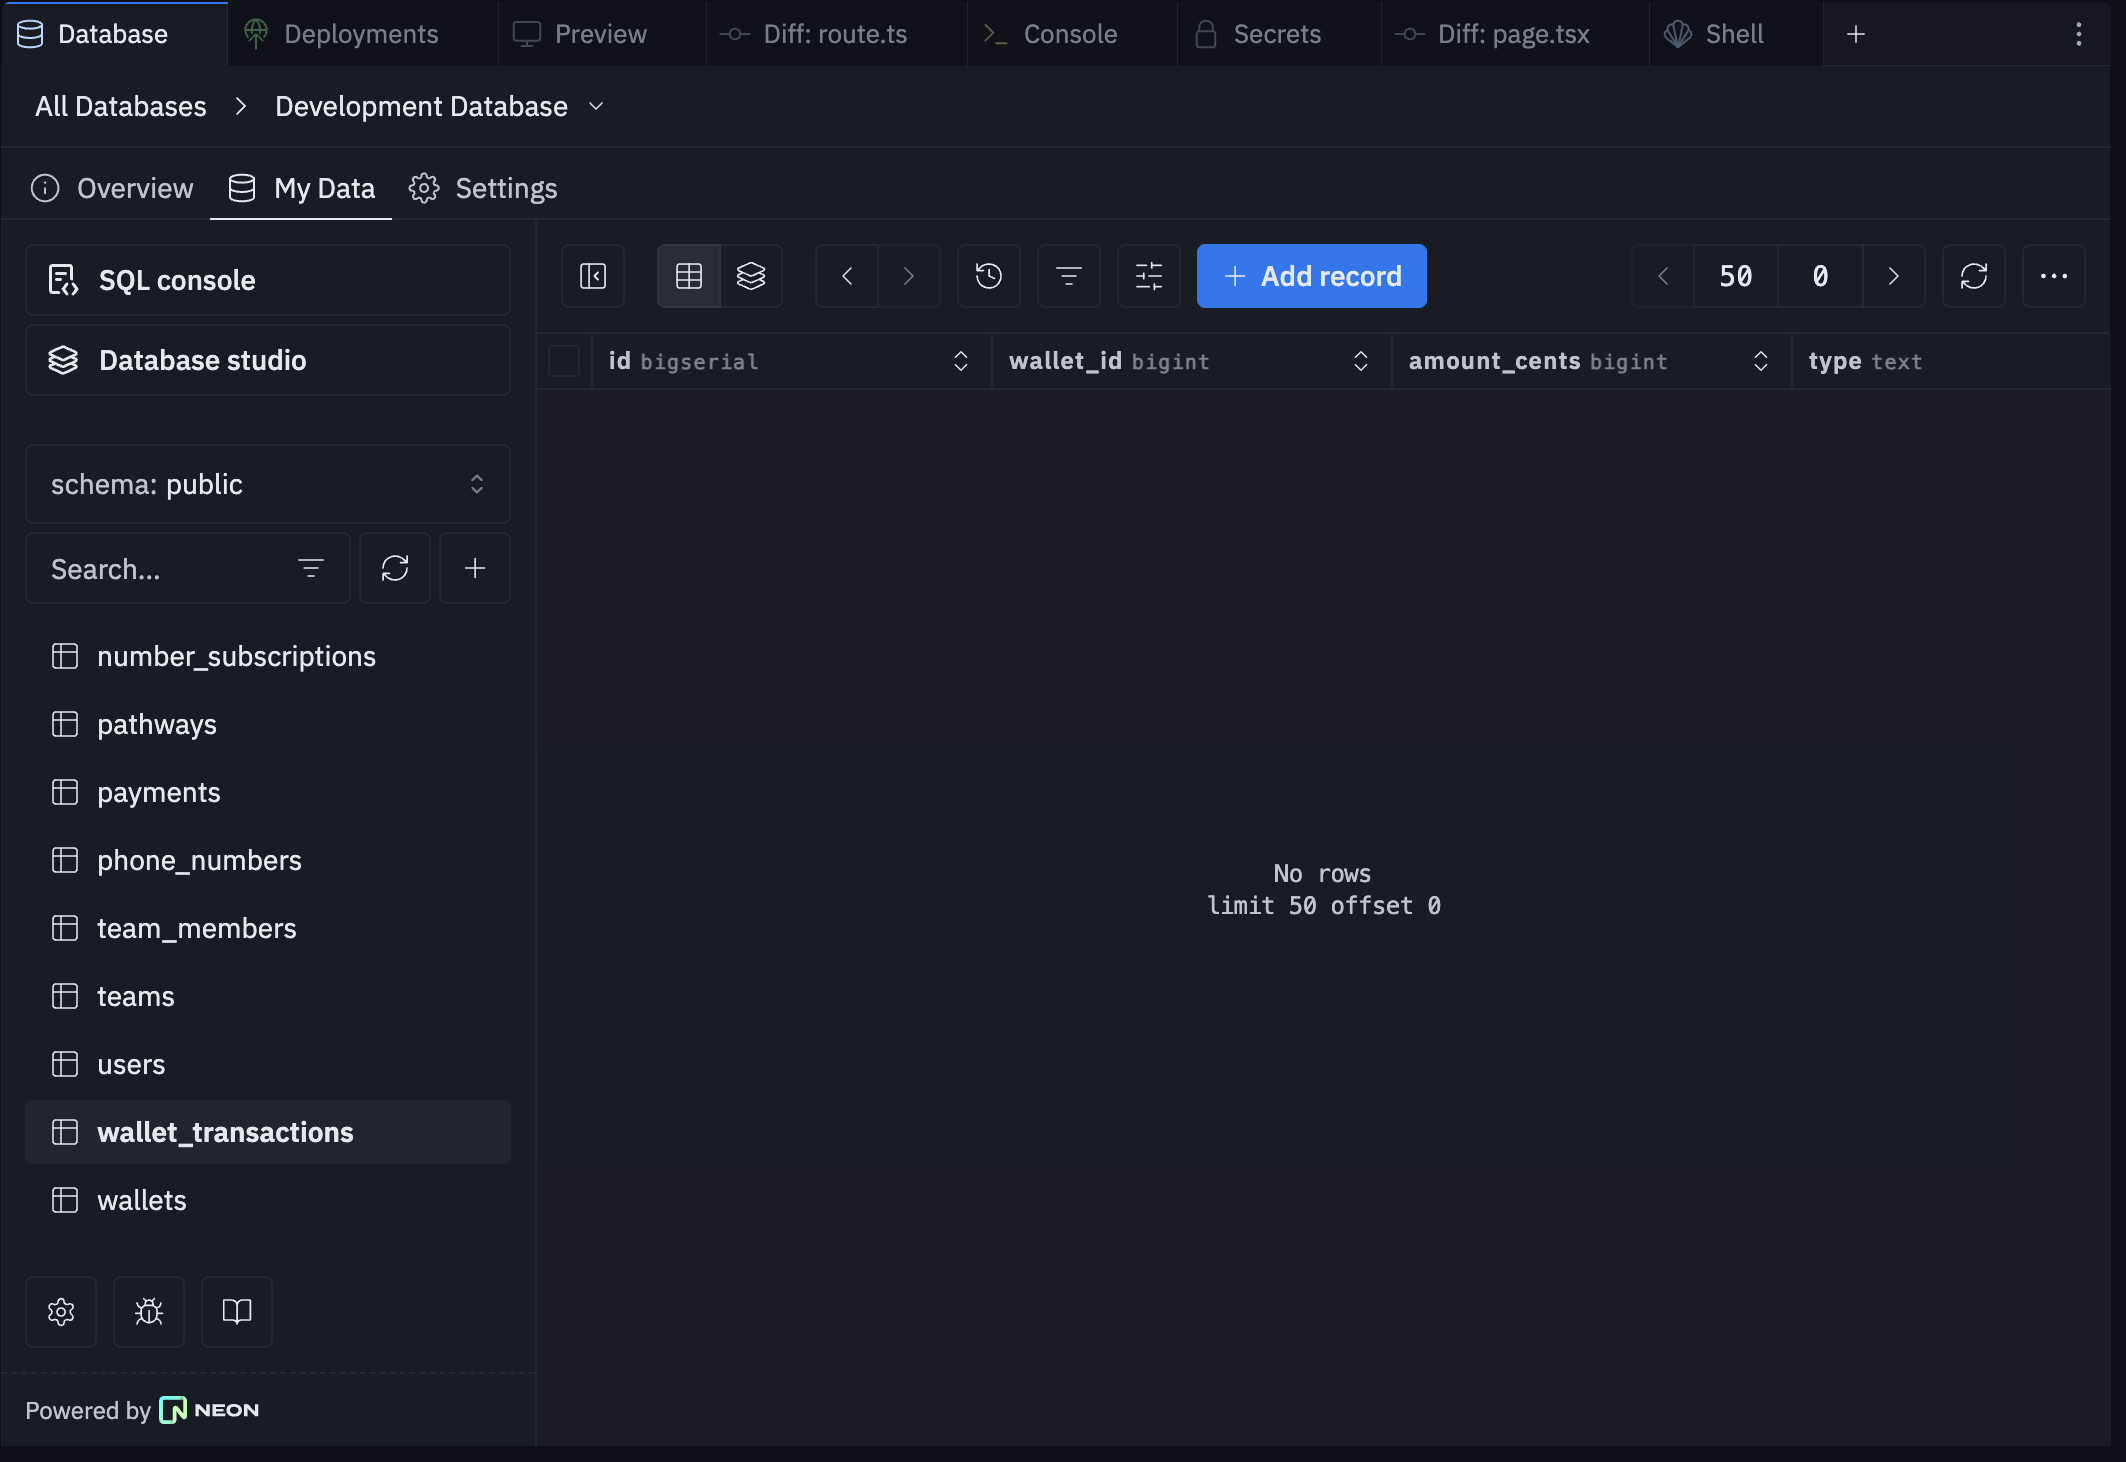 Database
Deployments
Preview
Diff: route.ts
Console
Secrets
Diff: page.tsx
Shell
All Databases
Development Database
Overview
My Data
Settings
SQL console
Database studio
schema: public
Search...
number_subscriptions
pathways
payments
phone_numbers
team_members
teams
users
wallet_transactions
wallets
Powered by NEON
Add record
50
0
id bigserial
wallet_id bigint
amount_cents bigint
type text
No rows
limit 50 offset 0